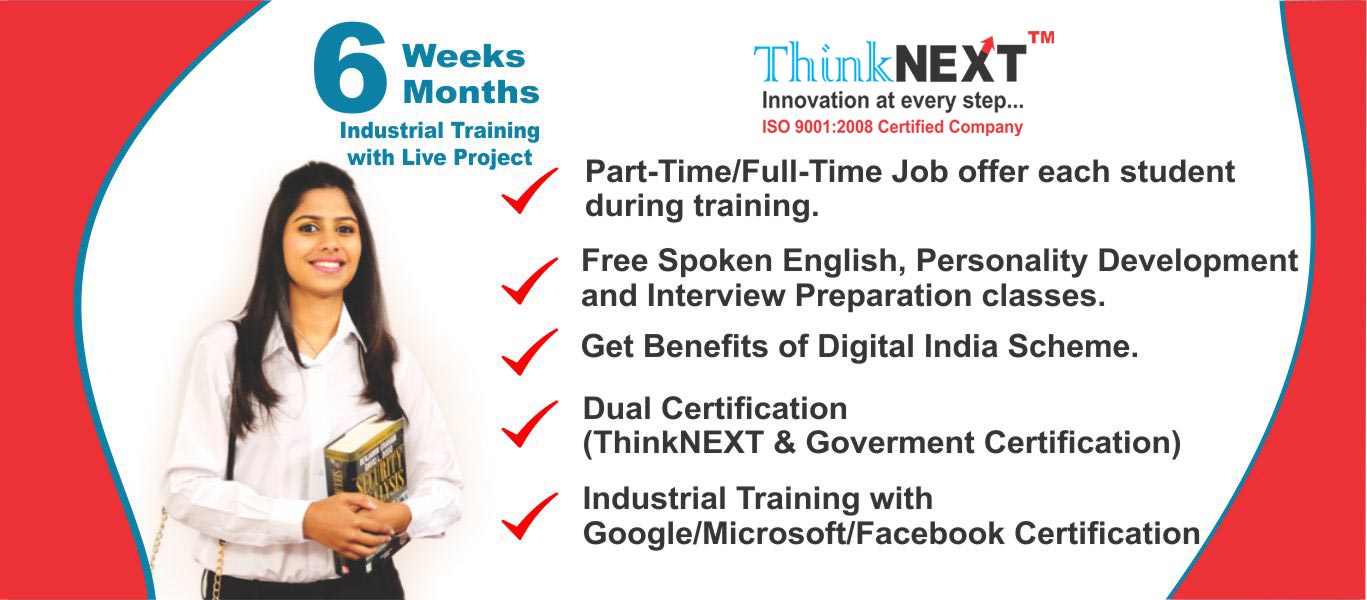 6 Weeks
Months
Industrial Training
with Live Project
ThinkNEXT TM
Innovation at every step...
ISO 9001:2008 Certified Company
Part-Time/Full-Time Job offer each student
during training.
Free Spoken English, Personality Development
and Interview Preparation classes.
Get Benefits of Digital India Scheme.
Dual Certification
(ThinkNEXT & Goverment Certification)
Industrial Training with
Google/Microsoft/Facebook Certification
SECURITY
ANALYSIS